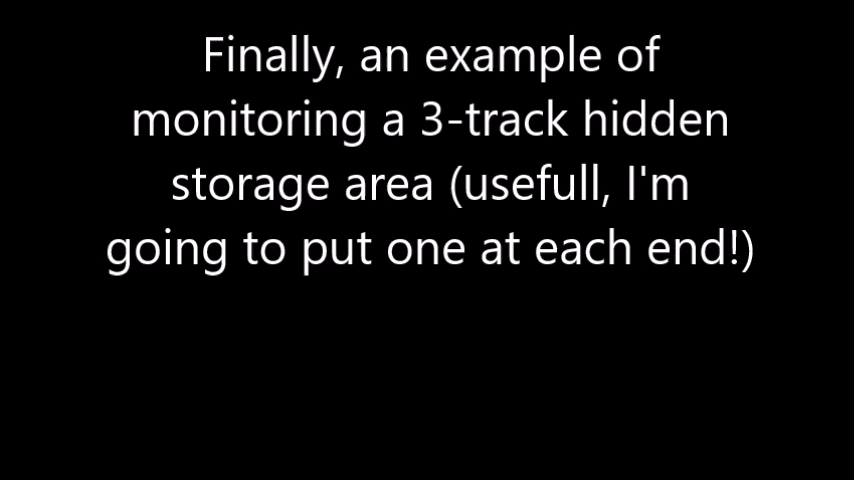 Finally, an example of
monitoring a 3-track hidden
storage area (usefull, I'm
going to put one at each end!)